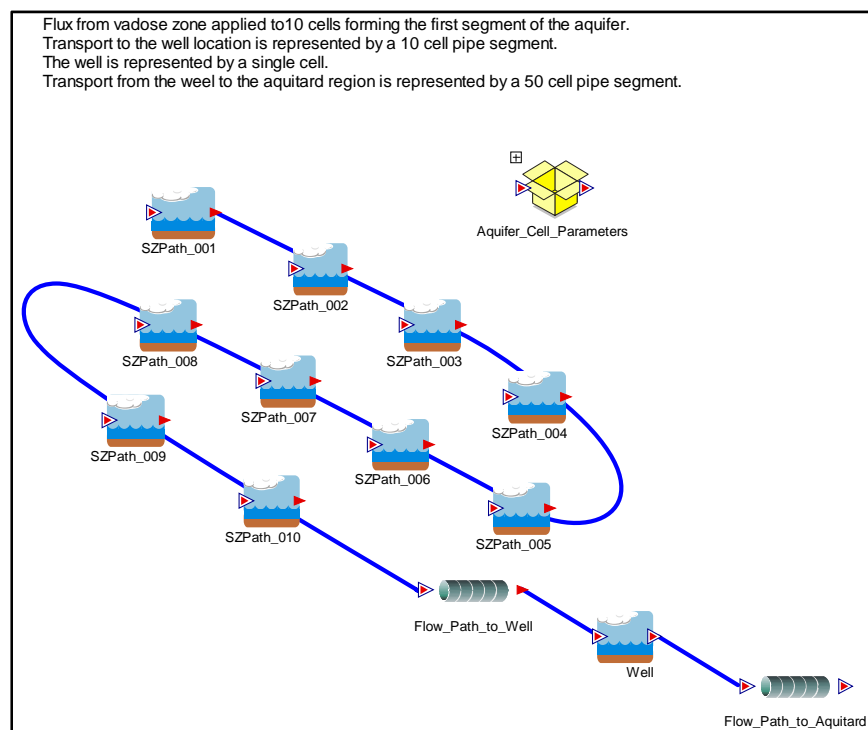 Flux from vadose zone applied to10 cells forming the first segment of the aquifer.
Transport to the well location is represented by a 10 cell pipe segment.
The well is represented by a single cell.
Transport from the weel to the aquitard region is represented by a 50 cell pipe segment.
Aquifer_Cell_Parameters
SZPath_001
SZPath_002
SZPath_003
SZPath_008
SZPath_007
SZPath_004
SZPath_009
SZPath_006
SZPath_010
SZPath_005
Flow_Path_to_Well
Well
Flow_Path_to_Aquitard